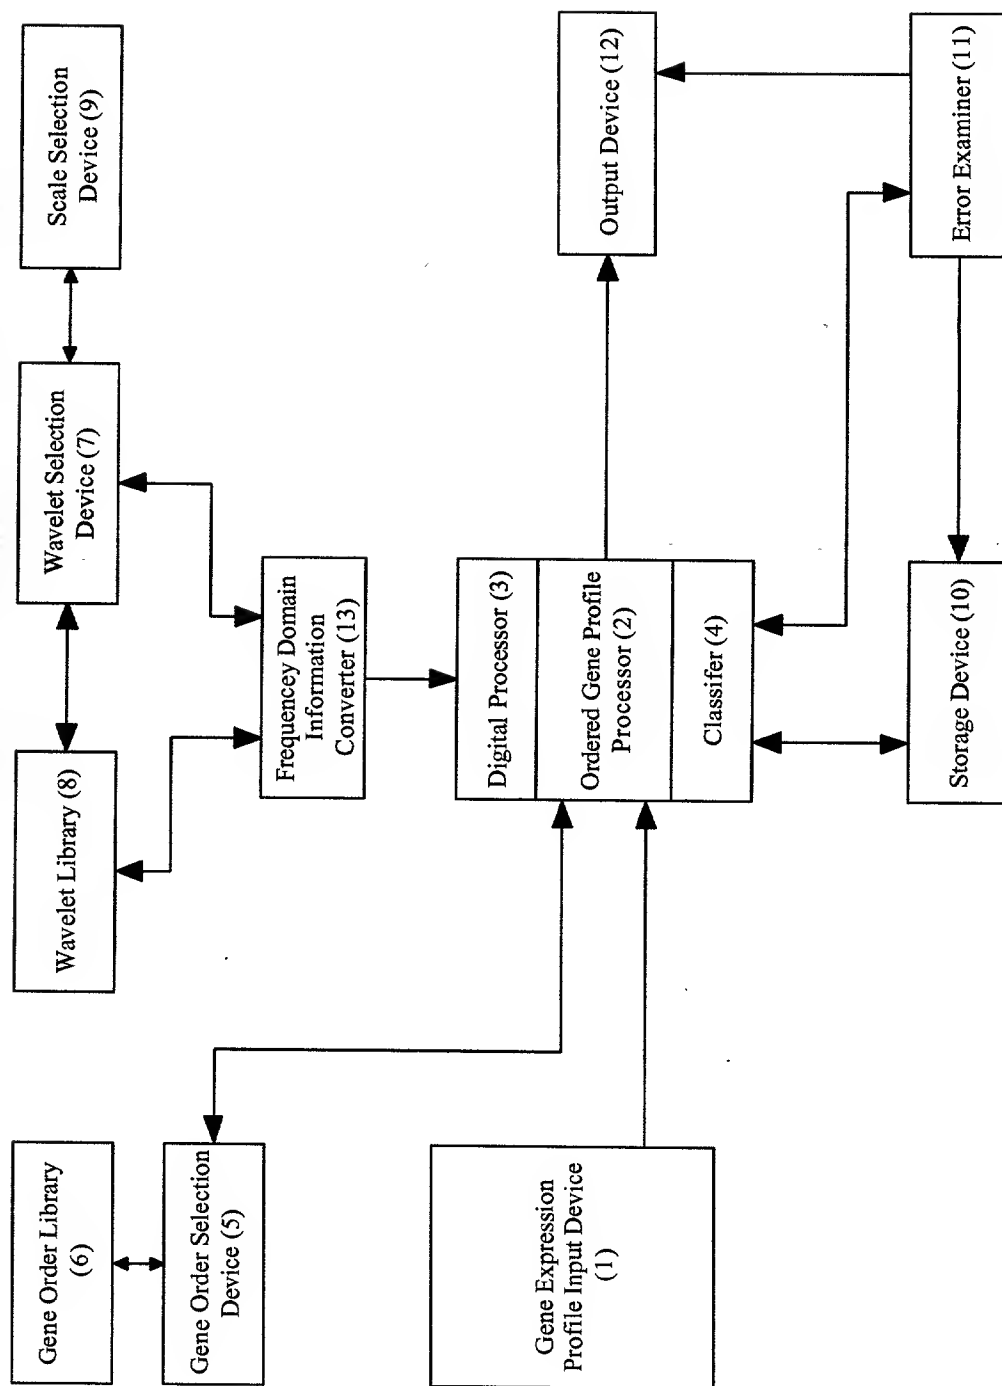 Gene Order Library
(6)
Gene Order Selection
Device (5)
Gene Expression
Profile Input Device
(1)
Wavelet Library (8)
Wavelet Selection
Device (7)
Scale Selection
Device (9)
Frequencey Domain
Information
Converter (13)
Digital Processor (3)
Ordered Gene Profile
Processor (2)
Classifer (4)
Output Device (12)
Storage Device (10)
Error Examiner (11)